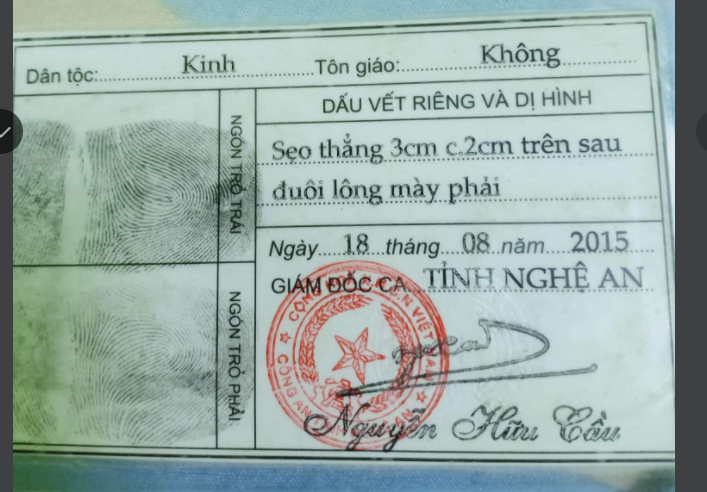 Dân tộc: Kinh Tôn giáo: Không
DẤU VẾT RIÊNG VÀ DỊ HÌNH
NGÓN TRỎ TRÁI
Sẹo thẳng 3cm c.2cm trên sau
đuôi lông mày phải
Ngày 18 tháng 08 năm 2015
GIÁM ĐỐC CA TỈNH NGHỆ AN
NGÓN TRỎ PHẢI
Nguyễn Hữu Cầu